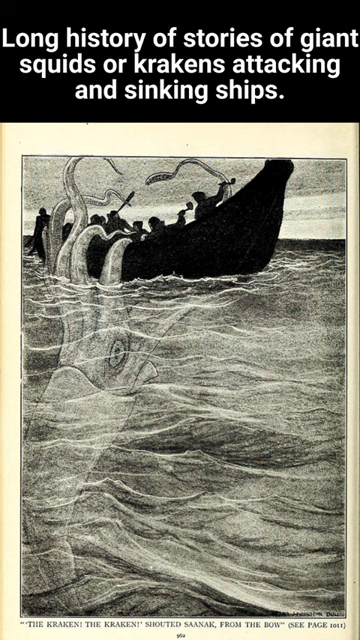 Long history of stories of giant
squids or krakens attacking
and sinking ships.
"'THE KRAKEN! THE KRAKEN!' SHOUTED SAANAK, FROM THE BOW" (SEE PAGE 1011)
962